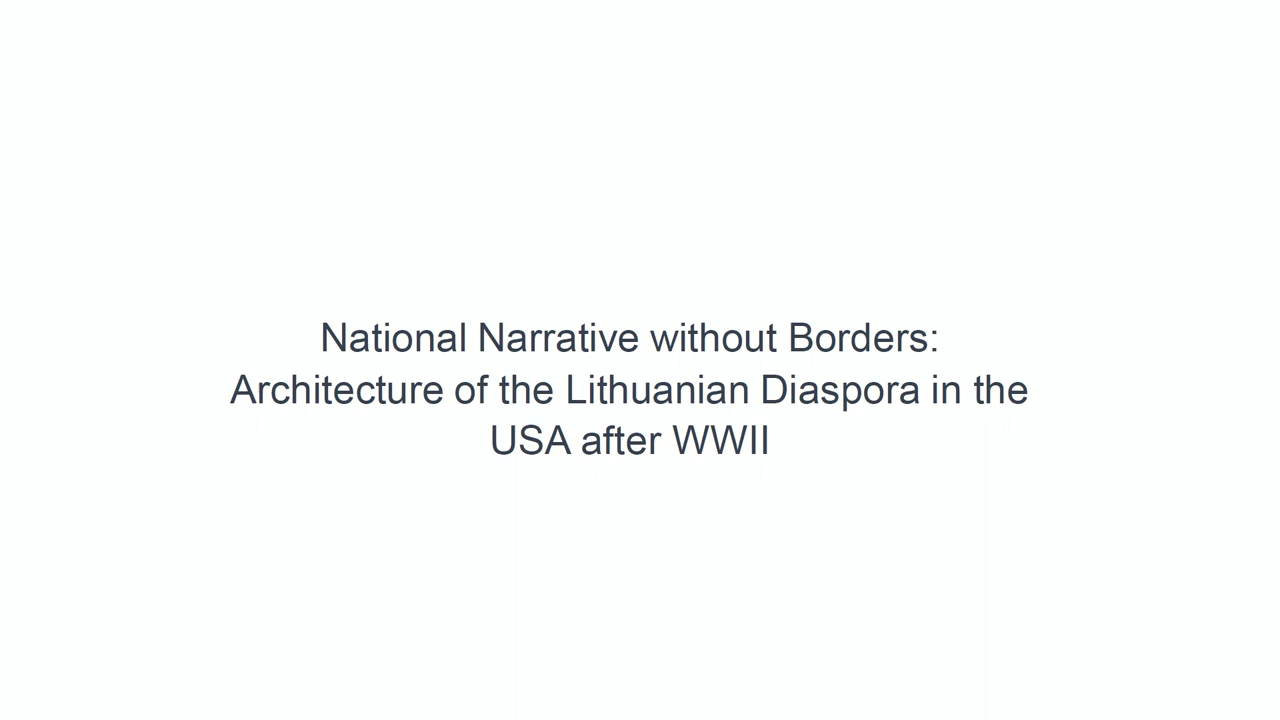 National Narrative without Borders:
Architecture of the Lithuanian Diaspora in the
USA after WWII